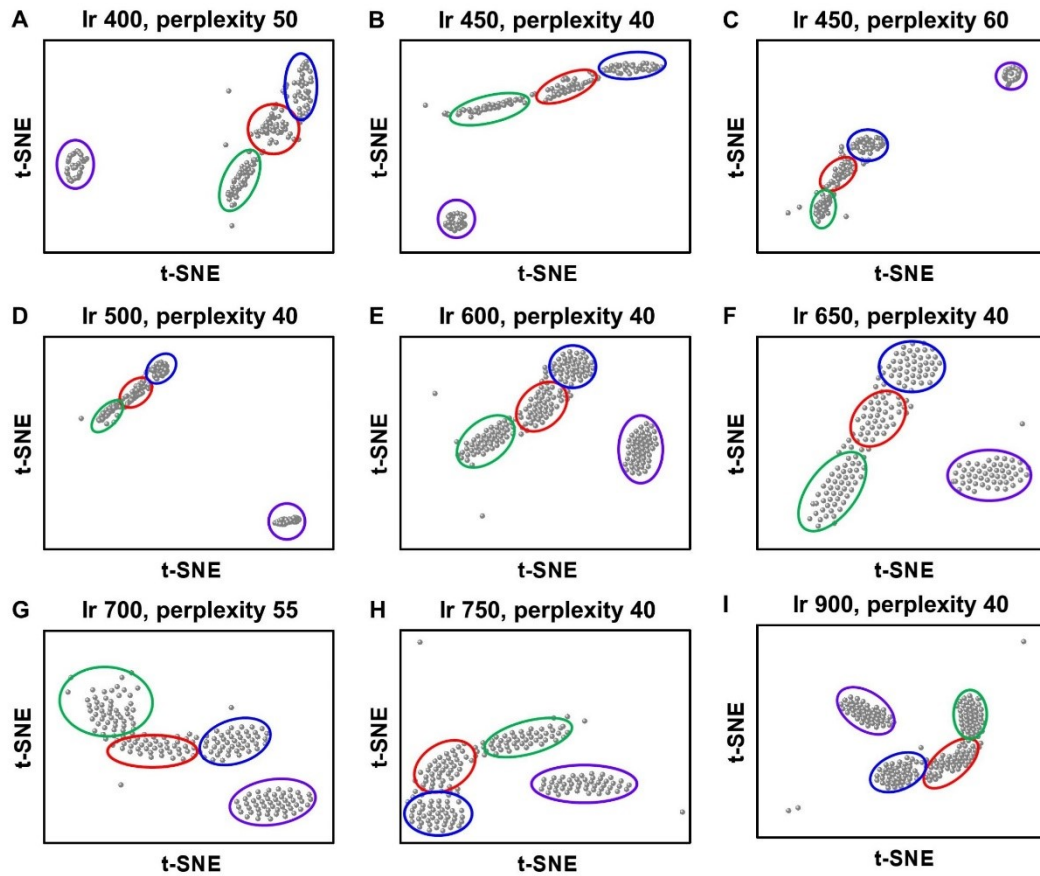 A lr 400, perplexity 50
t-SNE
t-SNE
B lr 450, perplexity 40
t-SNE
t-SNE
C lr 450, perplexity 60
t-SNE
t-SNE
D lr 500, perplexity 40
t-SNE
t-SNE
E lr 600, perplexity 40
t-SNE
t-SNE
F lr 650, perplexity 40
t-SNE
t-SNE
G lr 700, perplexity 55
t-SNE
t-SNE
H lr 750, perplexity 40
t-SNE
t-SNE
I lr 900, perplexity 40
t-SNE
t-SNE